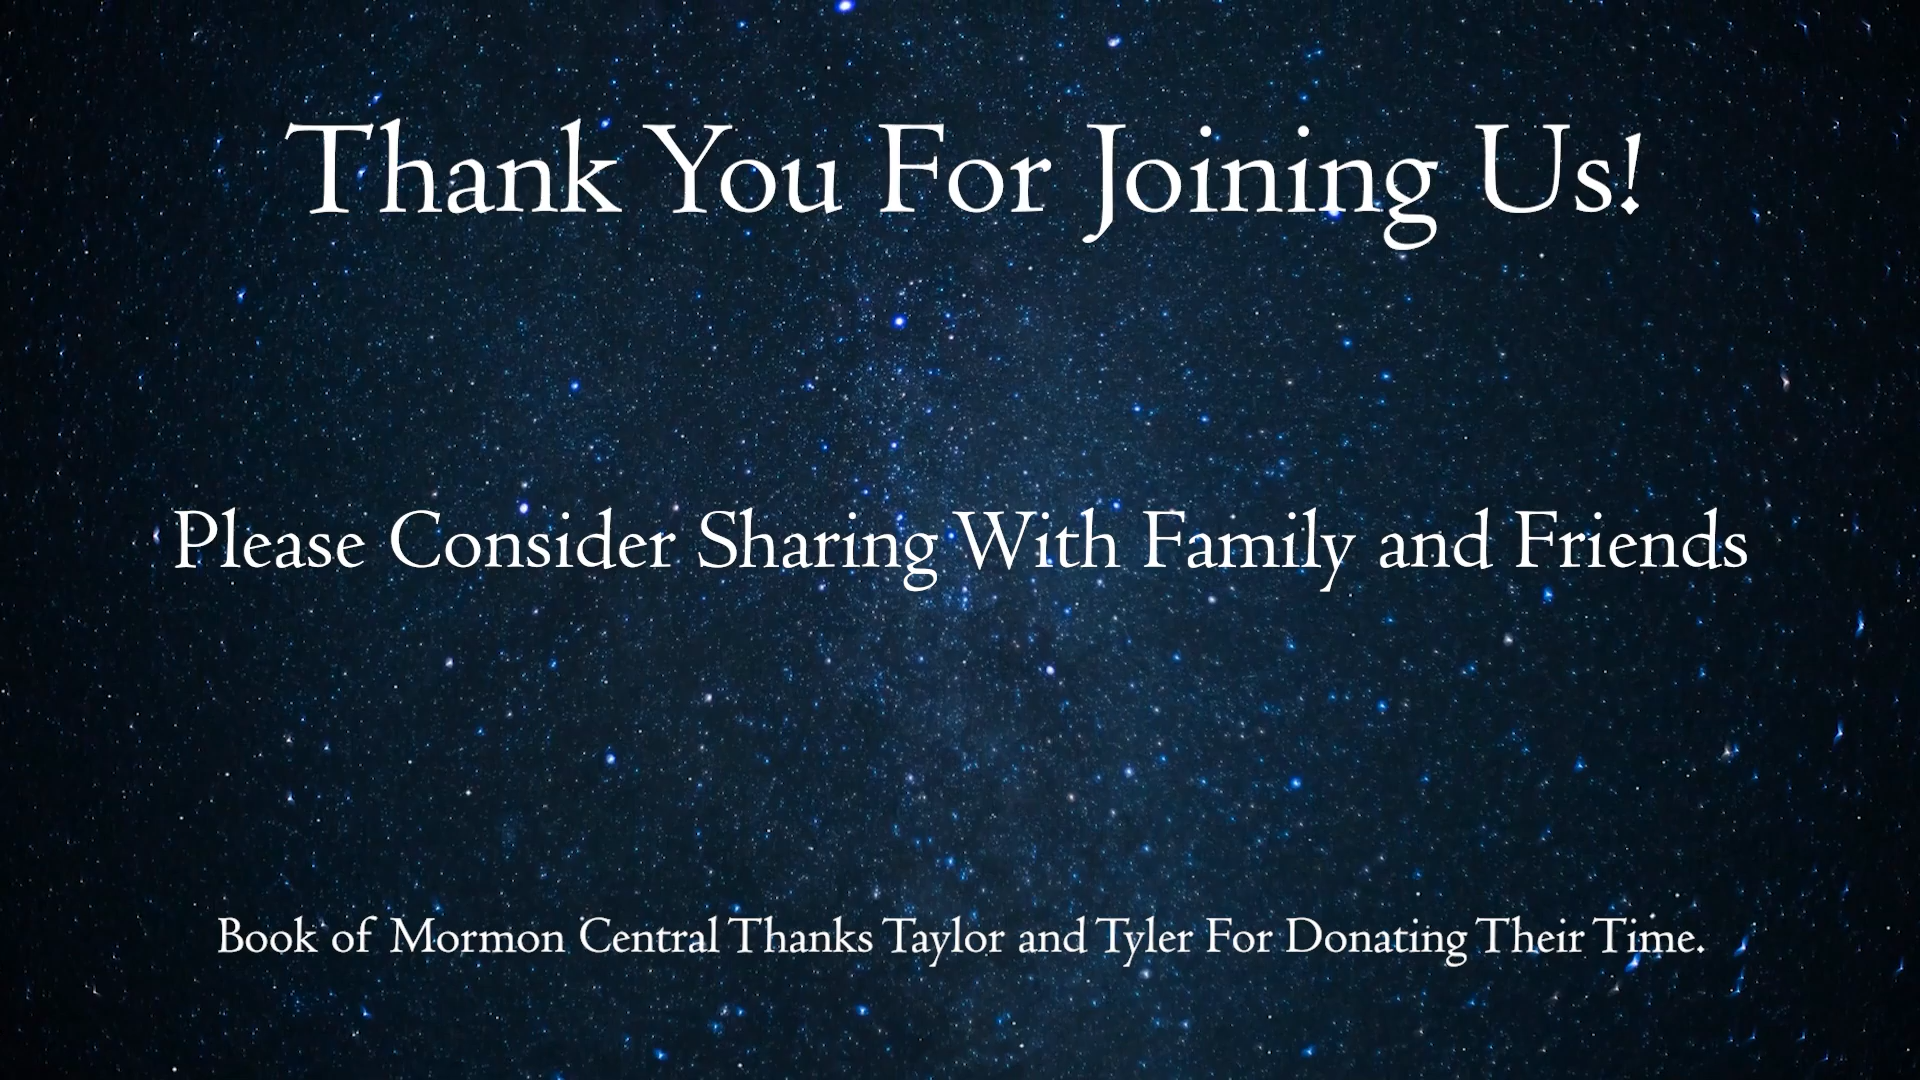 Thank You For Joining Us!
Please Consider Sharing With Family and Friends
Book of Mormon Central Thanks Taylor and Tyler For Donating Their Time.